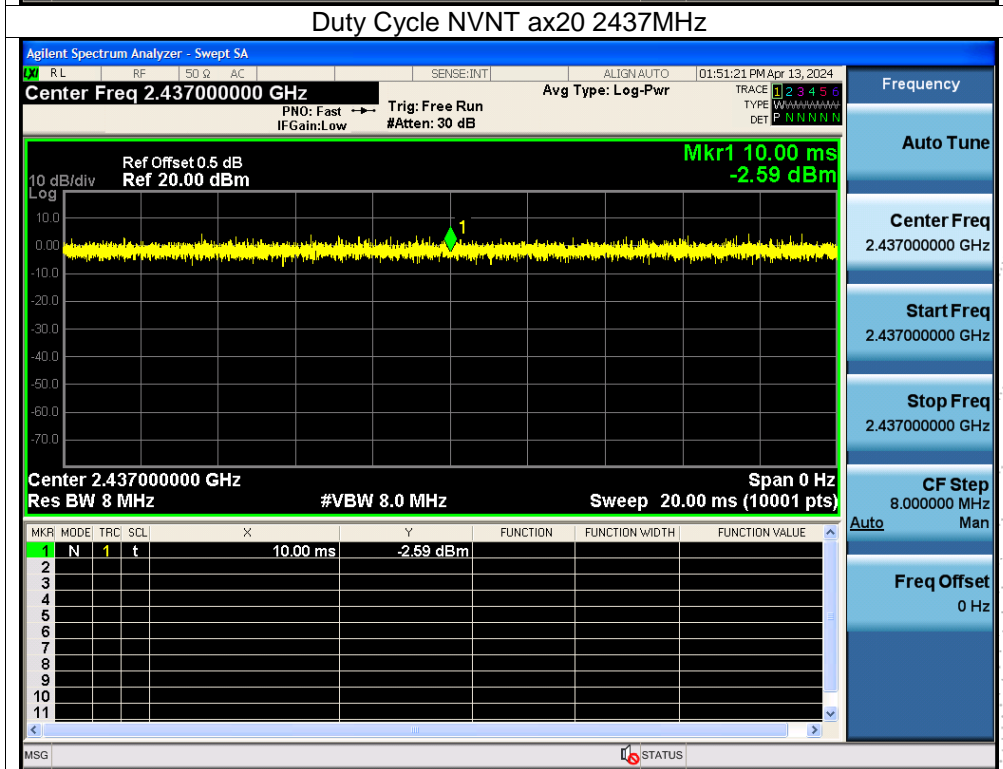 Duty Cycle NVNT ax20 2437MHz
Agilent Spectrum Analyzer - Swept SA
LXI RL RF 50 Ω AC SENSE:INT ALIGN AUTO 01:51:21 PM Apr 13, 2024
Center Freq 2.437000000 GHz Avg Type: Log-Pwr TRACE 1 2 3 4 5 6
PNO: Fast Trig: Free Run TYPE WWWWWW
IFGain:Low #Atten: 30 dB DET P N N N N N
Frequency
Auto Tune
Mkr1 10.00 ms
-2.59 dBm
Ref Offset 0.5 dB
10 dB/div Ref 20.00 dBm
Log
10.0
0.00
-10.0
-20.0
-30.0
-40.0
-50.0
-60.0
-70.0
1
Center 2.437000000 GHz Span 0 Hz
Res BW 8 MHz #VBW 8.0 MHz Sweep 20.00 ms (10001 pts)
Center Freq
2.437000000 GHz
Start Freq
2.437000000 GHz
Stop Freq
2.437000000 GHz
CF Step
8.000000 MHz
Auto Man
Freq Offset
0 Hz
MKR MODE TRC SCL X Y FUNCTION FUNCTION WIDTH FUNCTION VALUE
1 N 1 t 10.00 ms -2.59 dBm
2
3
4
5
6
7
8
9
10
11
MSG STATUS